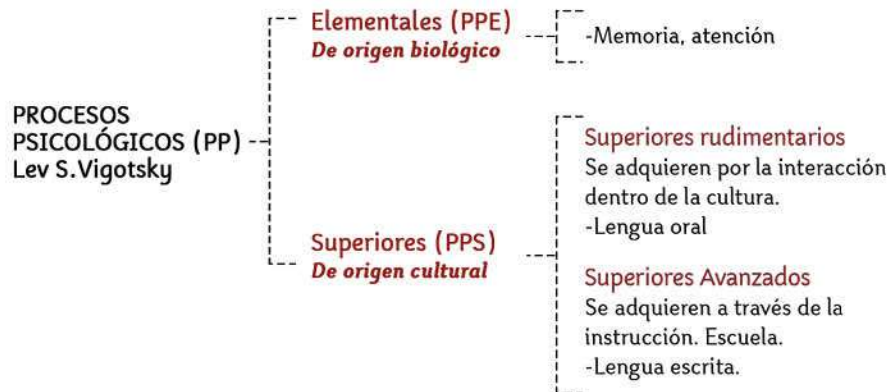 Elementales (PPE)
De origen biológico
-Memoria, atención
PROCESOS
PSICOLÓGICOS (PP)
Lev S.Vigotsky
Superiores (PPS)
De origen cultural
Superiores rudimentarios
Se adquieren por la interacción
dentro de la cultura.
-Lengua oral
Superiores Avanzados
Se adquieren a través de la
instrucción. Escuela.
-Lengua escrita.